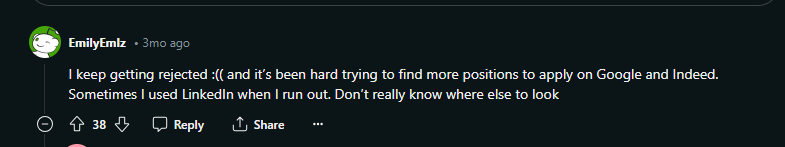 EmilyEmlz • 3mo ago
I keep getting rejected :(( and it’s been hard trying to find more positions to apply on Google and Indeed.
Sometimes I used LinkedIn when I run out. Don’t really know where else to look
38 Reply Share ...